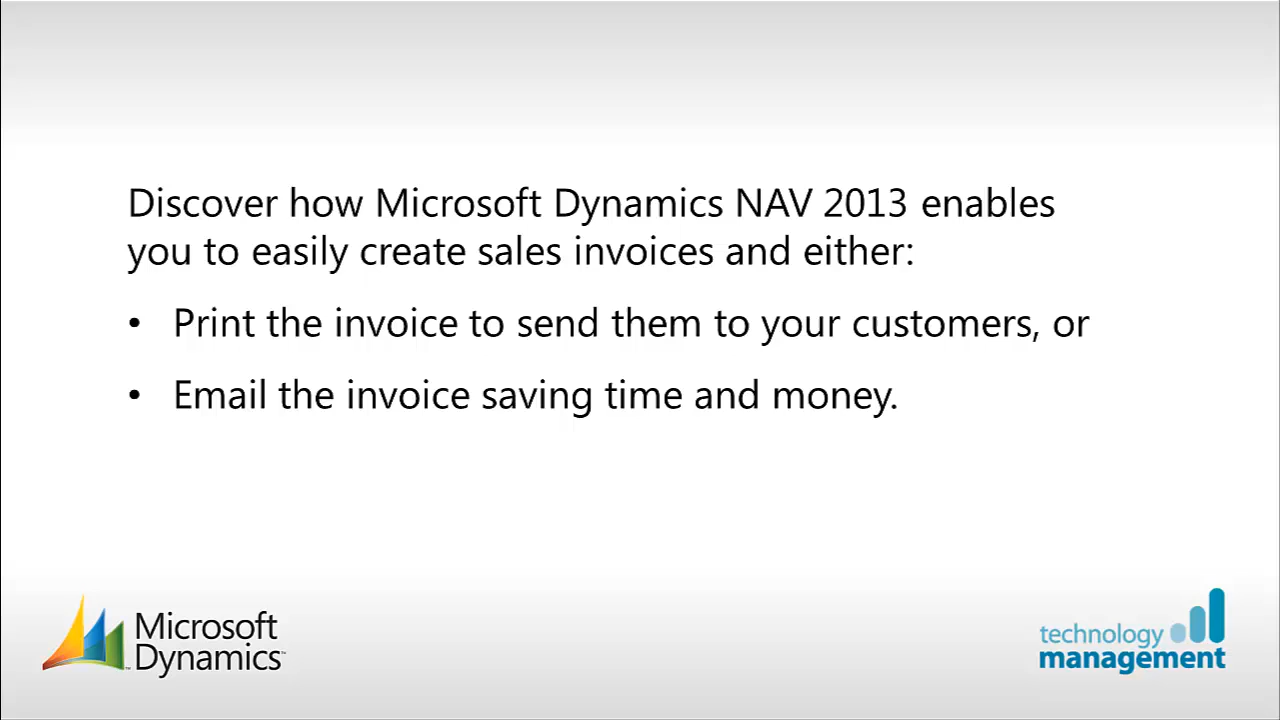 Discover how Microsoft Dynamics NAV 2013 enables
you to easily create sales invoices and either:
• Print the invoice to send them to your customers, or
• Email the invoice saving time and money.
Microsoft
Dynamics™
technology
management